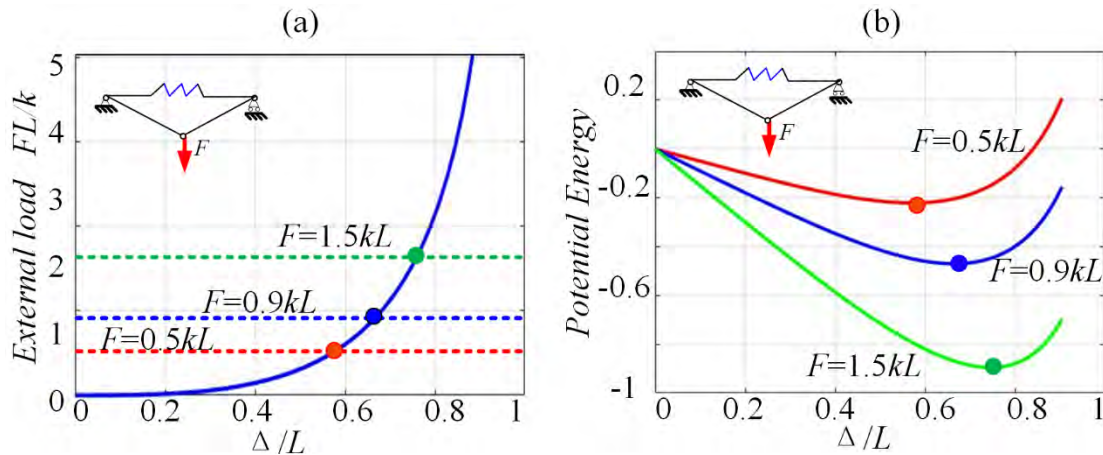 (a)
5
4
3
2
1
0
External load FL/k
F
F=1.5kL
F=0.9kL
F=0.5kL
0 0.2 0.4 0.6 0.8 1
Δ/L
(b)
0.2
-0.2
-0.6
-1
Potential Energy
F
F=0.5kL
F=0.9kL
F=1.5kL
0 0.2 0.4 0.6 0.8 1
Δ/L